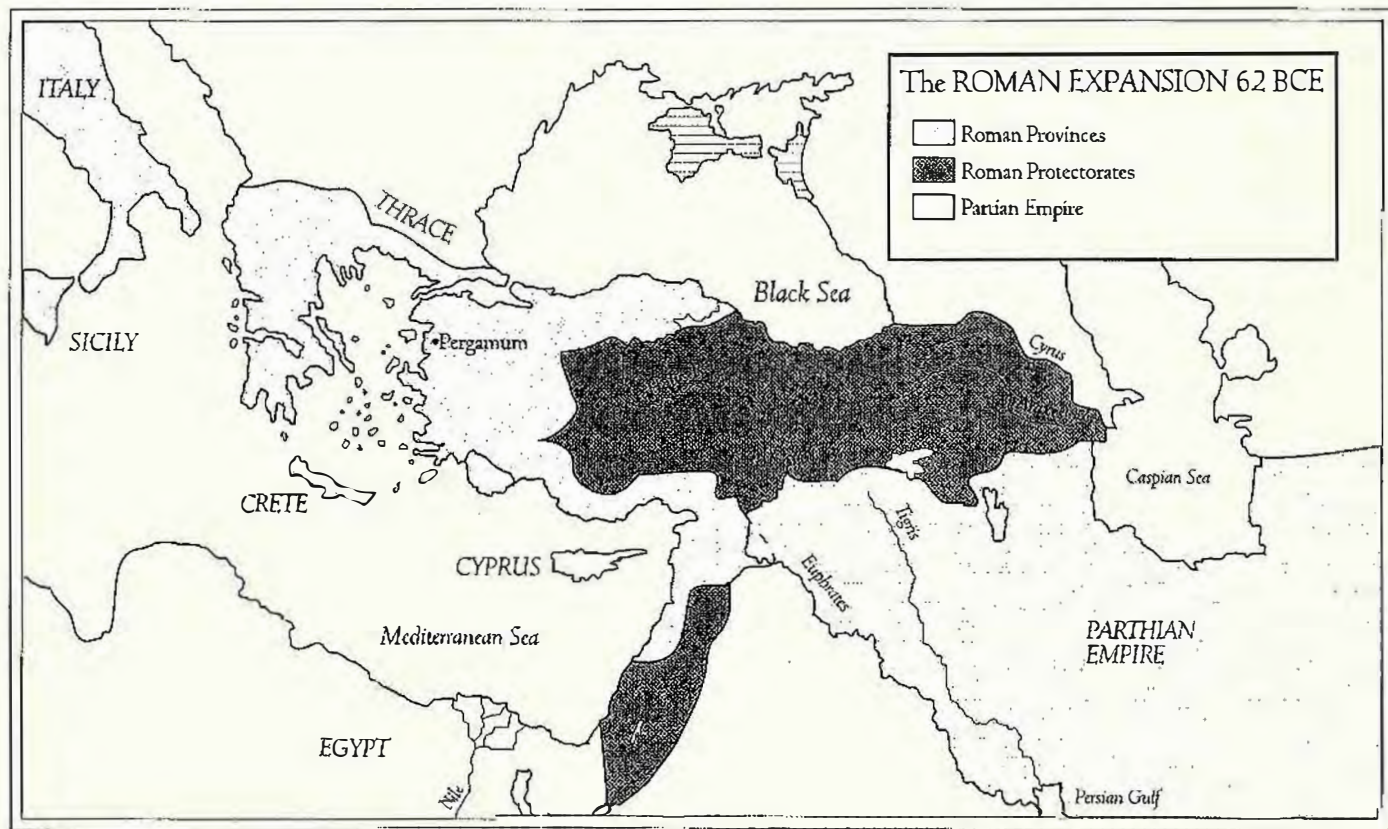 The ROMAN EXPANSION 62 BCE
Roman Provinces
Roman Protectorates
Partian Empire
ITALY
THRACE
Black Sea
SICILY
Pergamum
Cyrus
CRETE
Caspian Sea
Tigris
CYPRUS
Euphrates
Mediterranean Sea
PARTHIAN
EMPIRE
EGYPT
Nile
Persian Gulf